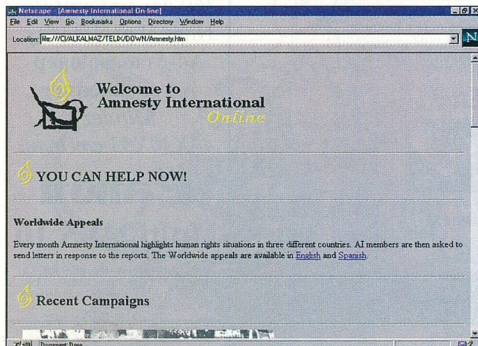 Netscape - [Amnesty International On-line]
File Edit View Go Bookmarks Options Directory Window Help
Location: file:///C|/ALKALMAZ/TELIX/DOWN/Amnesty.htm
N
Welcome to
Amnesty International
Online
YOU CAN HELP NOW!
Worldwide Appeals
Every month Amnesty International highlights human rights situations in three different countries. AI members are then asked to
send letters in response to the reports. The Worldwide appeals are available in English and Spanish.
Recent Campaigns
Document: Done